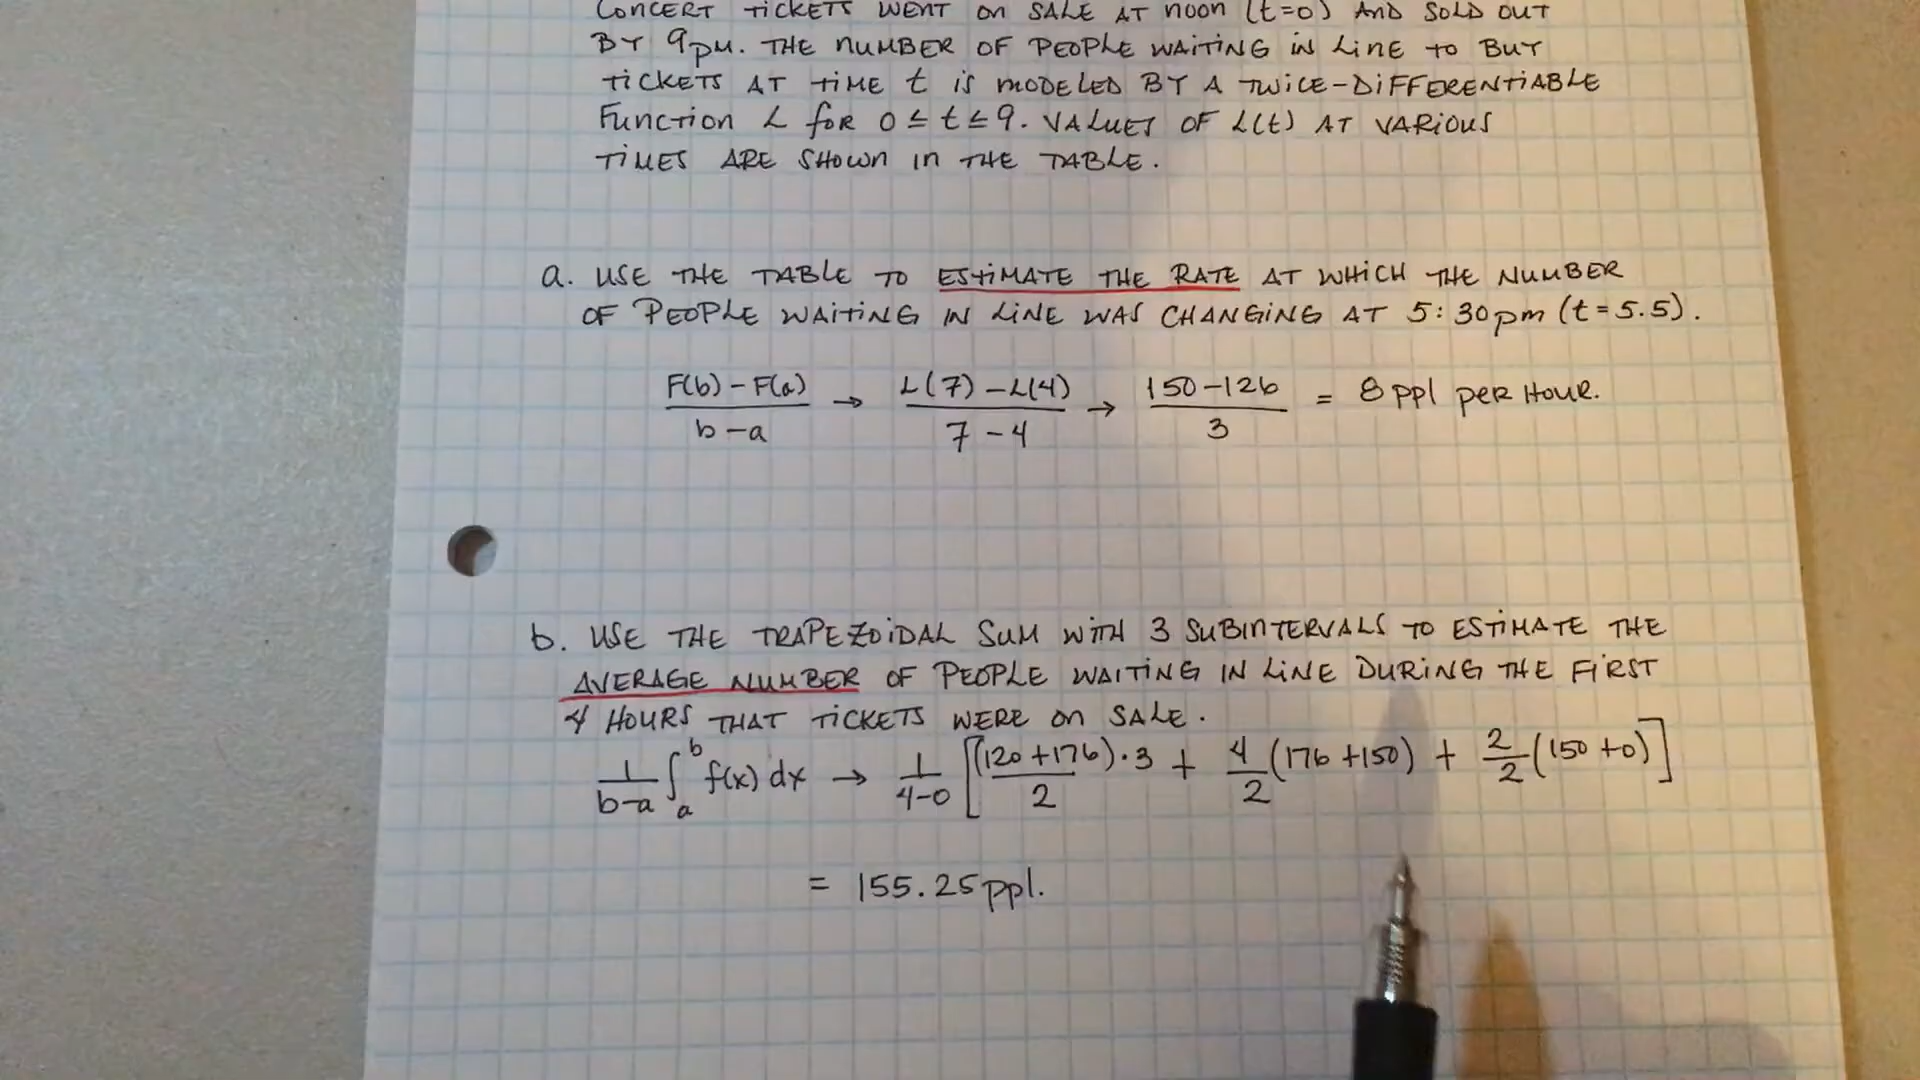 CONCERT TICKETS WENT ON SALE AT NOON (t=0) AND SOLD OUT
BY 9pm. THE NUMBER OF PEOPLE WAITING IN LINE TO BUY
TICKETS AT TIME t IS MODELED BY A TWICE-DIFFERENTIABLE
FUNCTION L FOR 0 ≤ t ≤ 9. VALUES OF L(t) AT VARIOUS
TIMES ARE SHOWN IN THE TABLE.
a. USE THE TABLE TO ESTIMATE THE RATE AT WHICH THE NUMBER
OF PEOPLE WAITING IN LINE WAS CHANGING AT 5:30pm (t=5.5).
F(b)-F(a)/b-a → L(7)-L(4)/7-4 → 150-126/3 = 8 ppl per HOUR.
b. USE THE TRAPEZOIDAL SUM WITH 3 SUBINTERVALS TO ESTIMATE THE
AVERAGE NUMBER OF PEOPLE WAITING IN LINE DURING THE FIRST
4 HOURS THAT TICKETS WERE ON SALE.
1/b-a ∫_a^b f(x) dx → 1/4-0 [(120+176)·3/2 + 4/2 (176+150) + 2/2 (150+0)]
= 155.25 ppl.